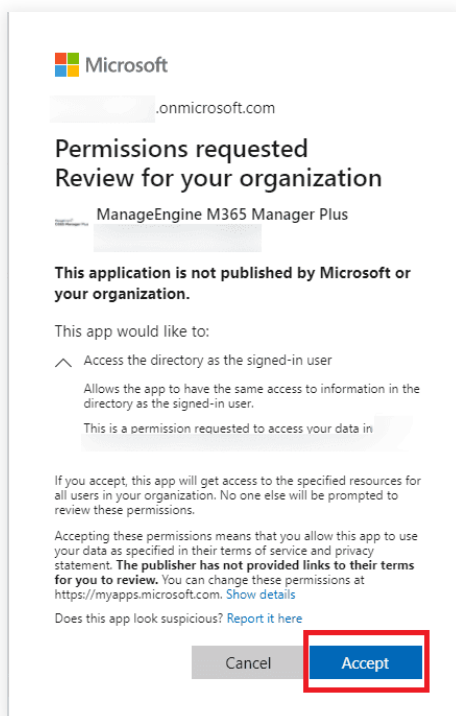 Microsoft
.onmicrosoft.com
Permissions requested
Review for your organization
ManageEngine M365 Manager Plus
This application is not published by Microsoft or
your organization.
This app would like to:
Access the directory as the signed-in user
Allows the app to have the same access to information in the
directory as the signed-in user.
This is a permission requested to access your data in
If you accept, this app will get access to the specified resources for
all users in your organization. No one else will be prompted to
review these permissions.
Accepting these permissions means that you allow this app to use
your data as specified in their terms of service and privacy
statement. The publisher has not provided links to their terms
for you to review. You can change these permissions at
https://myapps.microsoft.com. Show details
Does this app look suspicious? Report it here
Cancel Accept